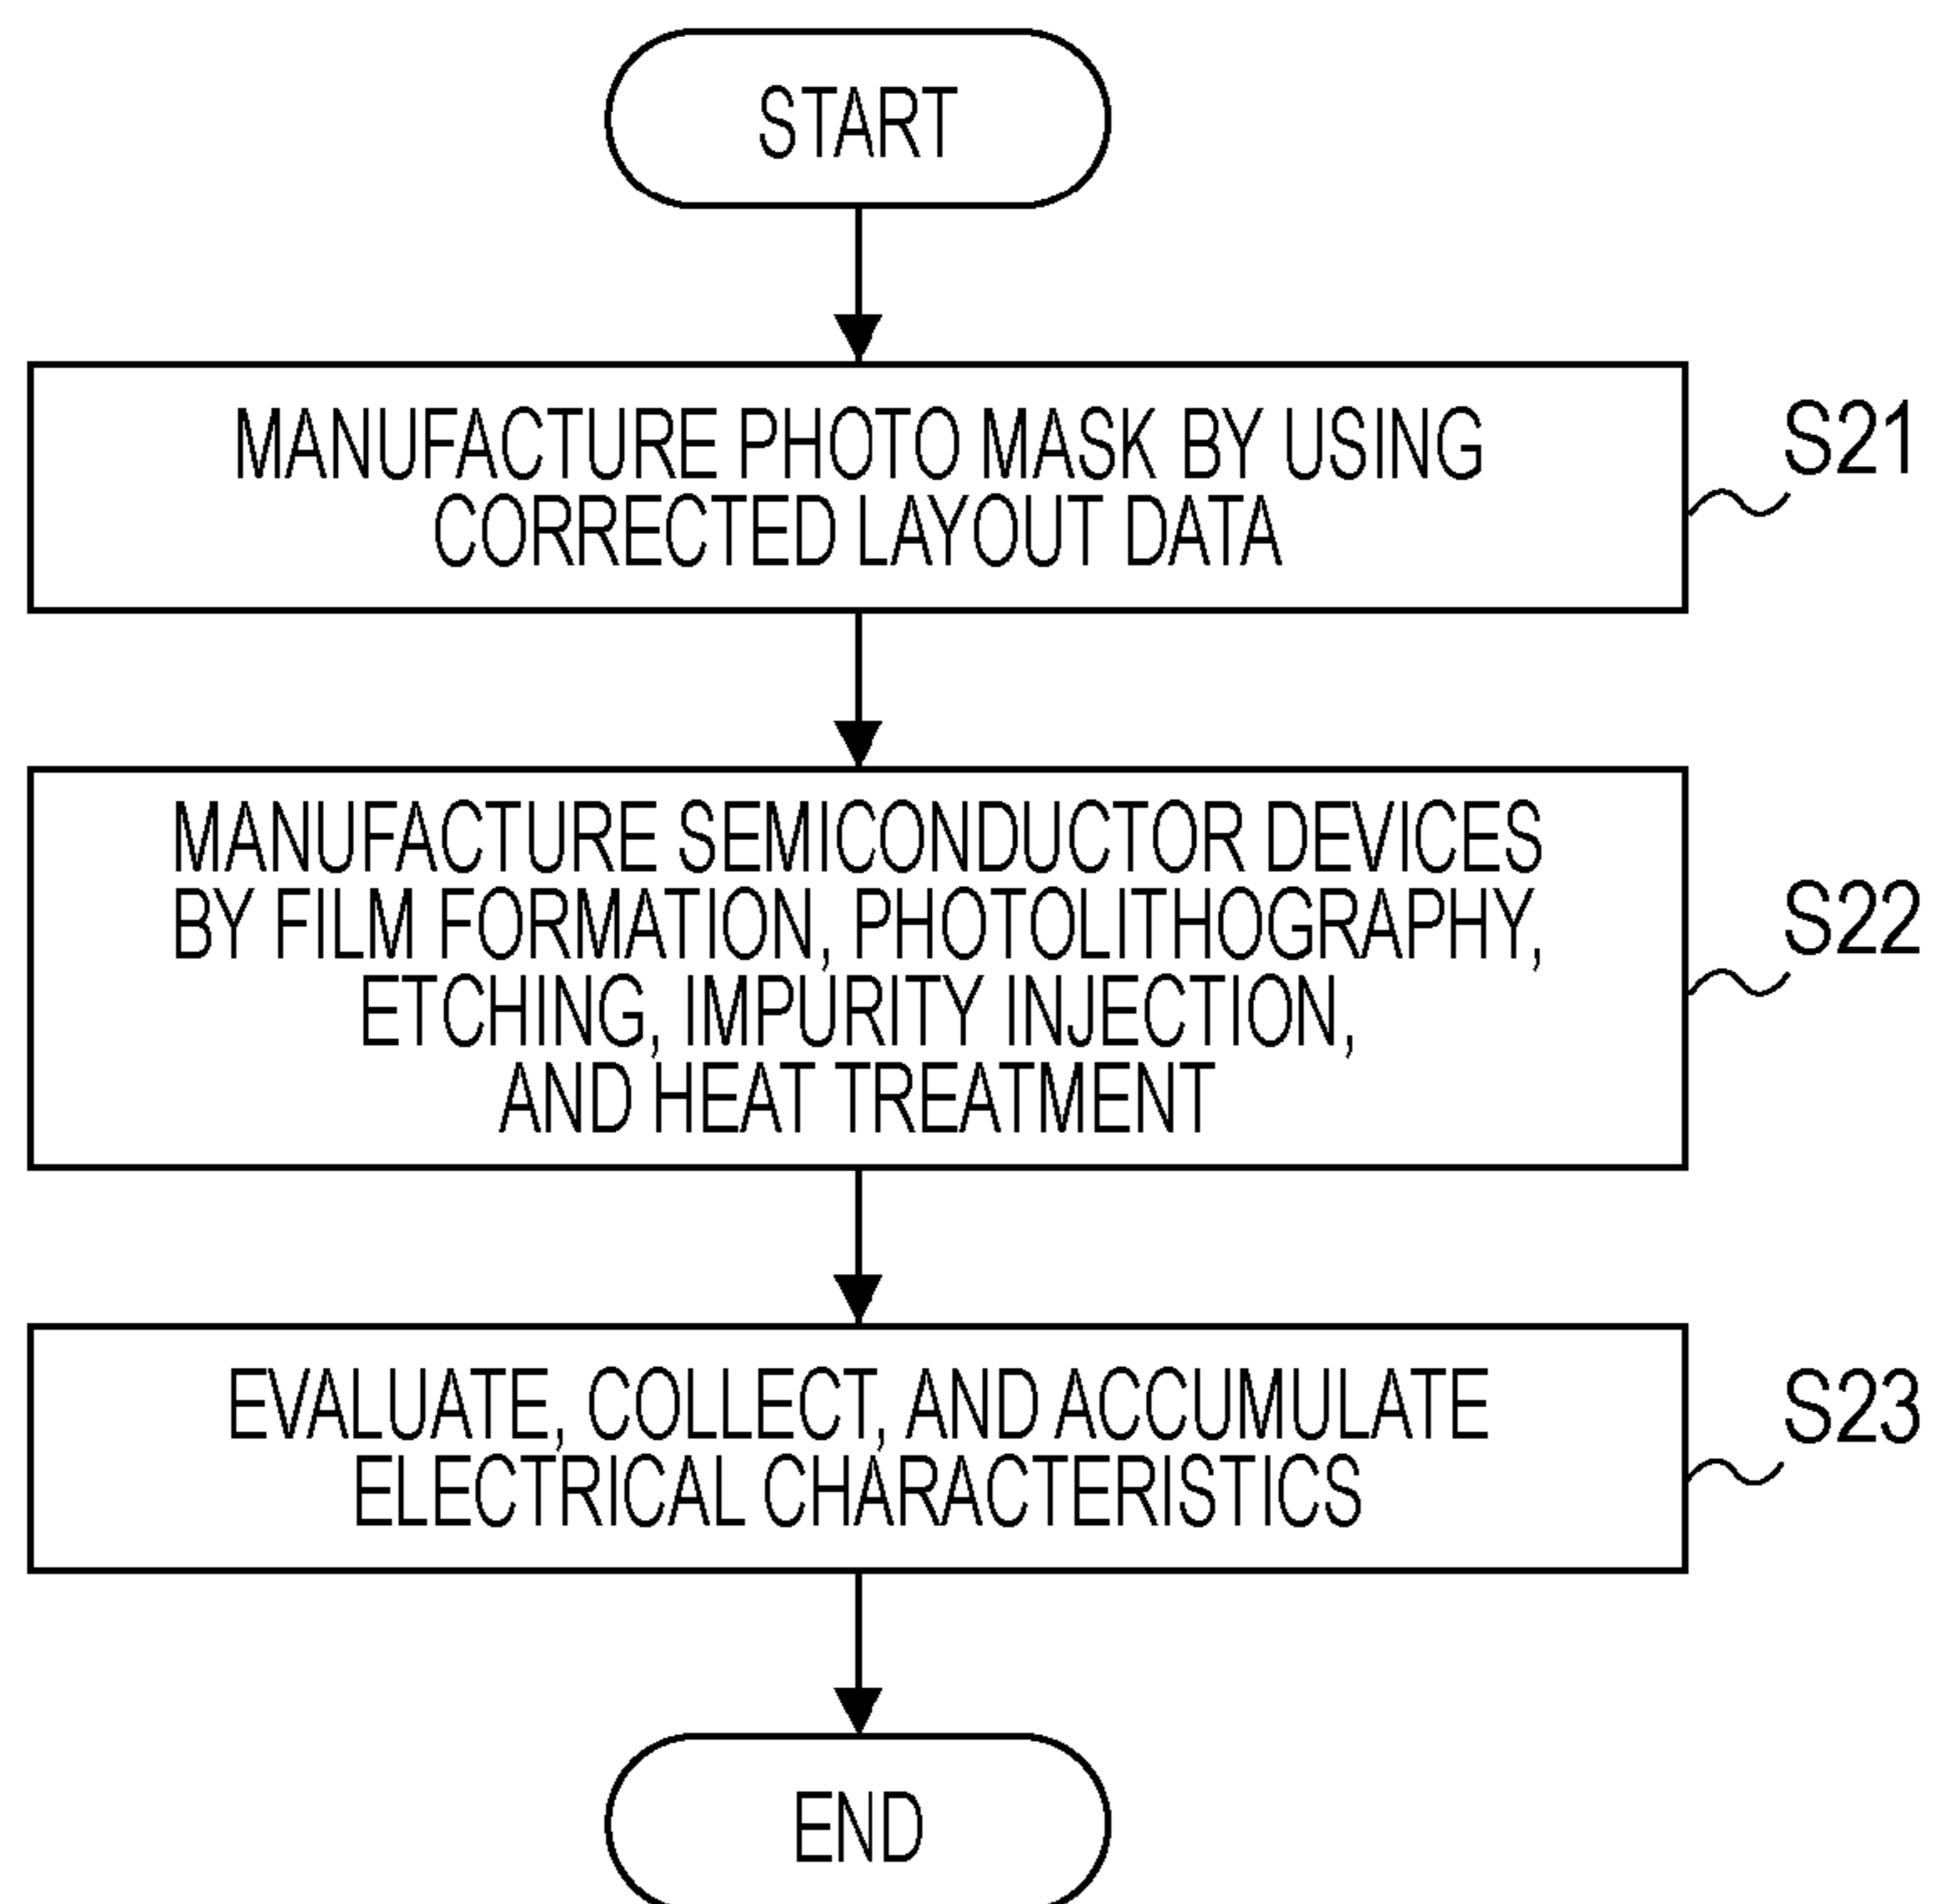 START
MANUFACTURE PHOTO MASK BY USING
CORRECTED LAYOUT DATA
S21
MANUFACTURE SEMICONDUCTOR DEVICES
BY FILM FORMATION, PHOTOLITHOGRAPHY,
ETCHING, IMPURITY INJECTION,
AND HEAT TREATMENT
S22
EVALUATE, COLLECT, AND ACCUMULATE
ELECTRICAL CHARACTERISTICS
S23
END